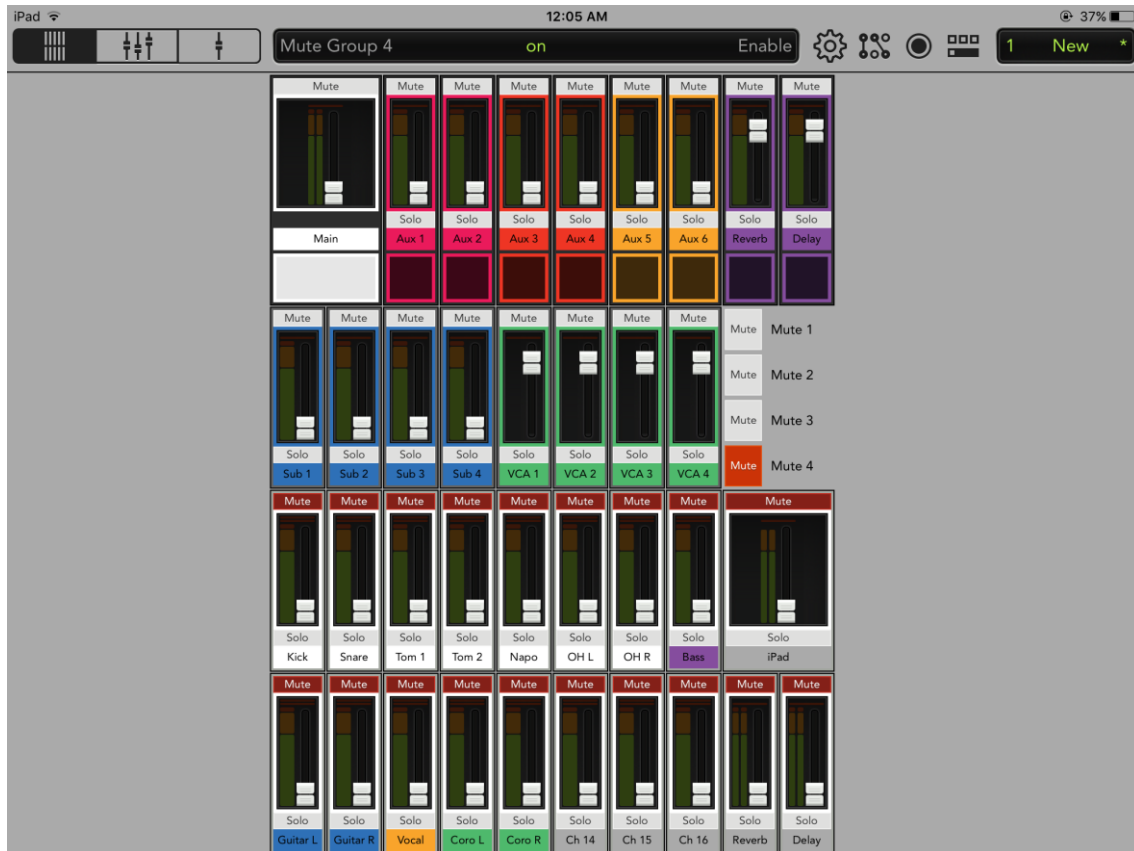 iPad 12:05 AM 37%
Mute Group 4 on Enable 1 New *
Mute Mute Mute Mute Mute Mute Mute Mute Mute
Solo Solo Solo Solo Solo Solo Solo Solo
Main Aux 1 Aux 2 Aux 3 Aux 4 Aux 5 Aux 6 Reverb Delay
Mute Mute Mute Mute Mute Mute Mute Mute
Mute Mute 1
Mute Mute 2
Mute Mute 3
Solo Solo Solo Solo Solo Solo Solo Solo
Mute Mute 4
Sub 1 Sub 2 Sub 3 Sub 4 VCA 1 VCA 2 VCA 3 VCA 4
Mute Mute Mute Mute Mute Mute Mute Mute Mute
Solo Solo Solo Solo Solo Solo Solo Solo Solo
Kick Snare Tom 1 Tom 2 Napo OH L OH R Bass iPad
Mute Mute Mute Mute Mute Mute Mute Mute Mute Mute
Solo Solo Solo Solo Solo Solo Solo Solo Solo Solo
Guitar L Guitar R Vocal Coro L Coro R Ch 14 Ch 15 Ch 16 Reverb Delay